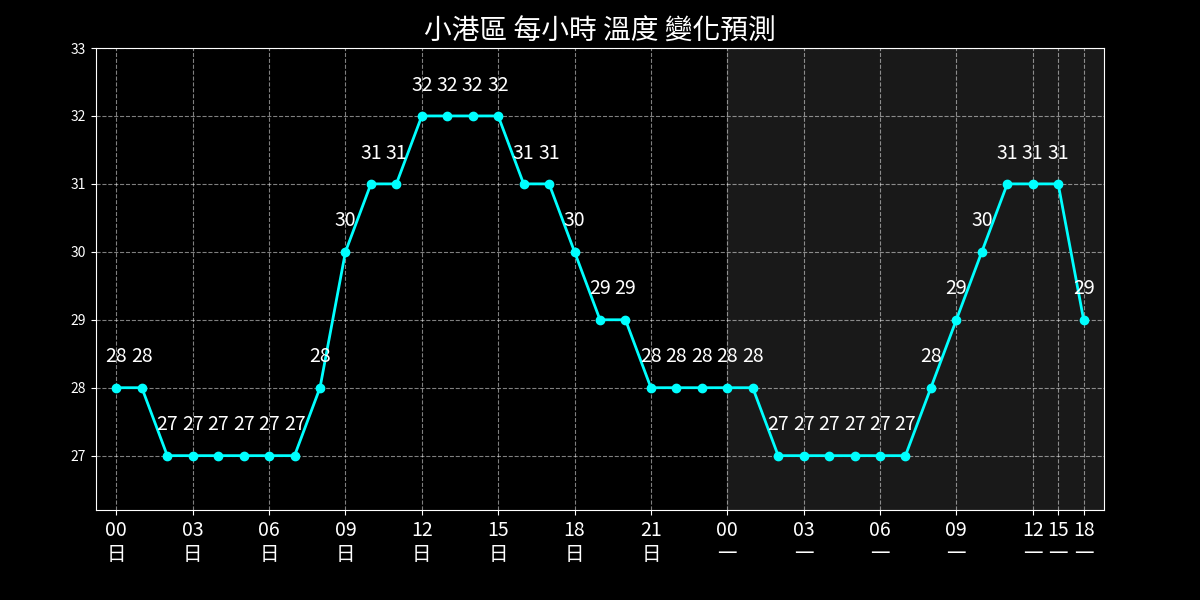 小港區 每小時 溫度 變化預測
33
32
31
30
29
28
27
32 32 32 32
31 31 31 31 31 31 31
30 30 30
29 29 29 29
28 28 28 28 28 28 28 28 28
27 27 27 27 27 27 27 27 27 27 27 27
00 03 06 09 12 15 18 21 00 03 06 09 12 15 18
日 日 日 日 日 日 日 日 一 一 一 一 一 一 一